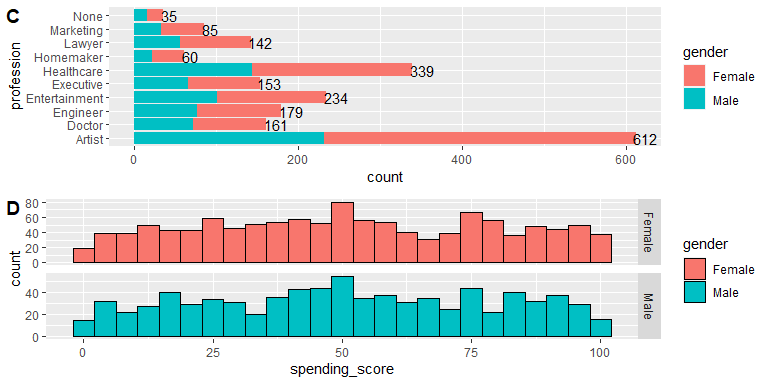 C
None 35
Marketing 85
Lawyer 142
Homemaker 60
Healthcare 339
Executive 153
Entertainment 234
Engineer 179
Doctor 161
Artist 612
profession
0 200 400 600
count
gender
Female
Male
D
80
60
40
20
0
Female
40
20
0
Male
count
0 25 50 75 100
spending_score
gender
Female
Male